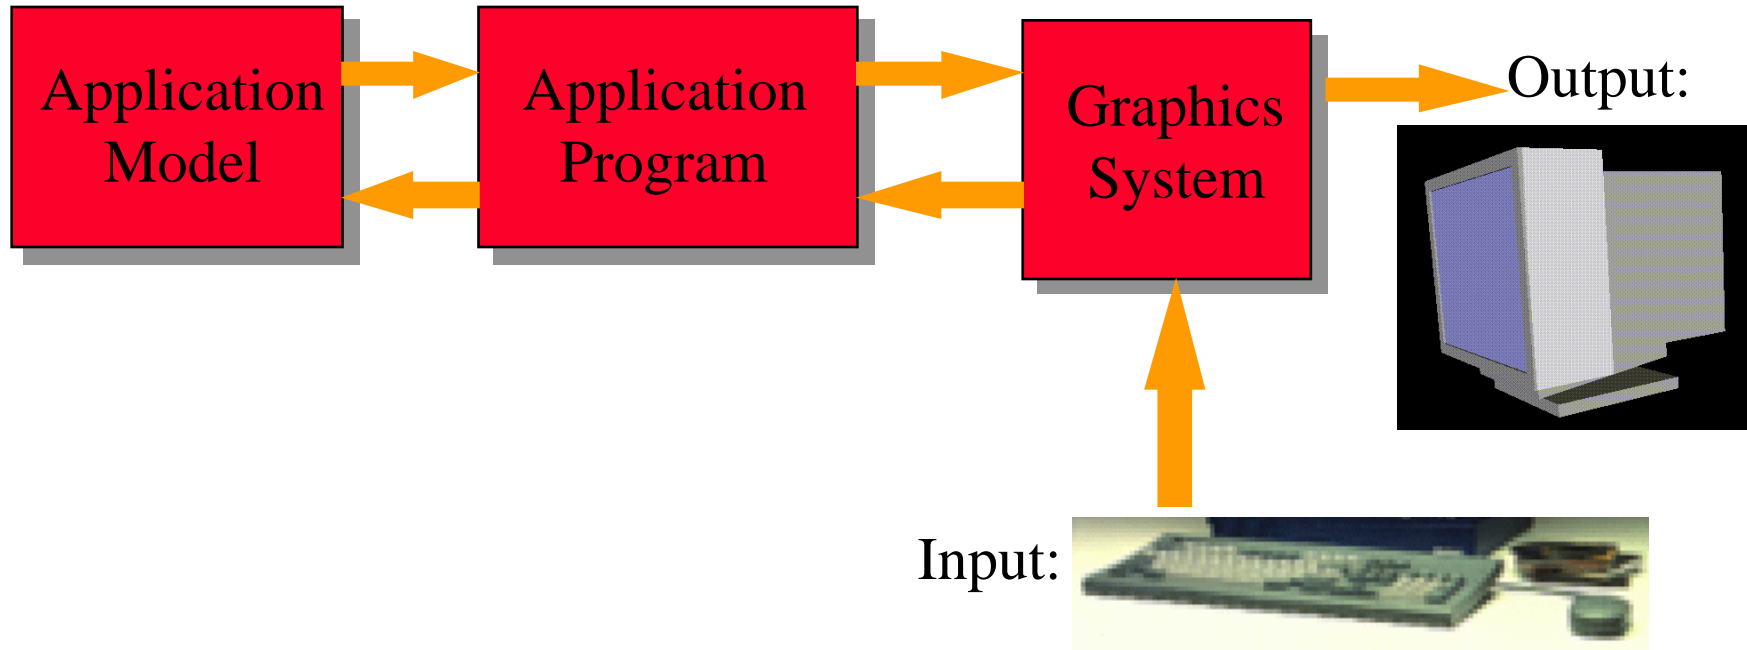 Application
Model
Application
Program
Graphics
System
Output:
Input: